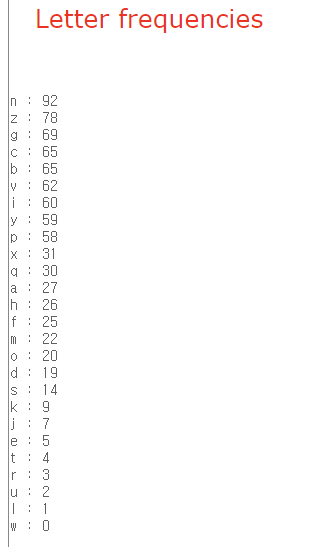 Letter frequencies
n : 92
z : 78
g : 69
c : 65
b : 65
v : 62
i : 60
y : 59
p : 58
x : 31
q : 30
a : 27
h : 26
f : 25
m : 22
o : 20
d : 19
s : 14
k : 9
j : 7
e : 5
t : 4
r : 3
u : 2
l : 1
w : 0